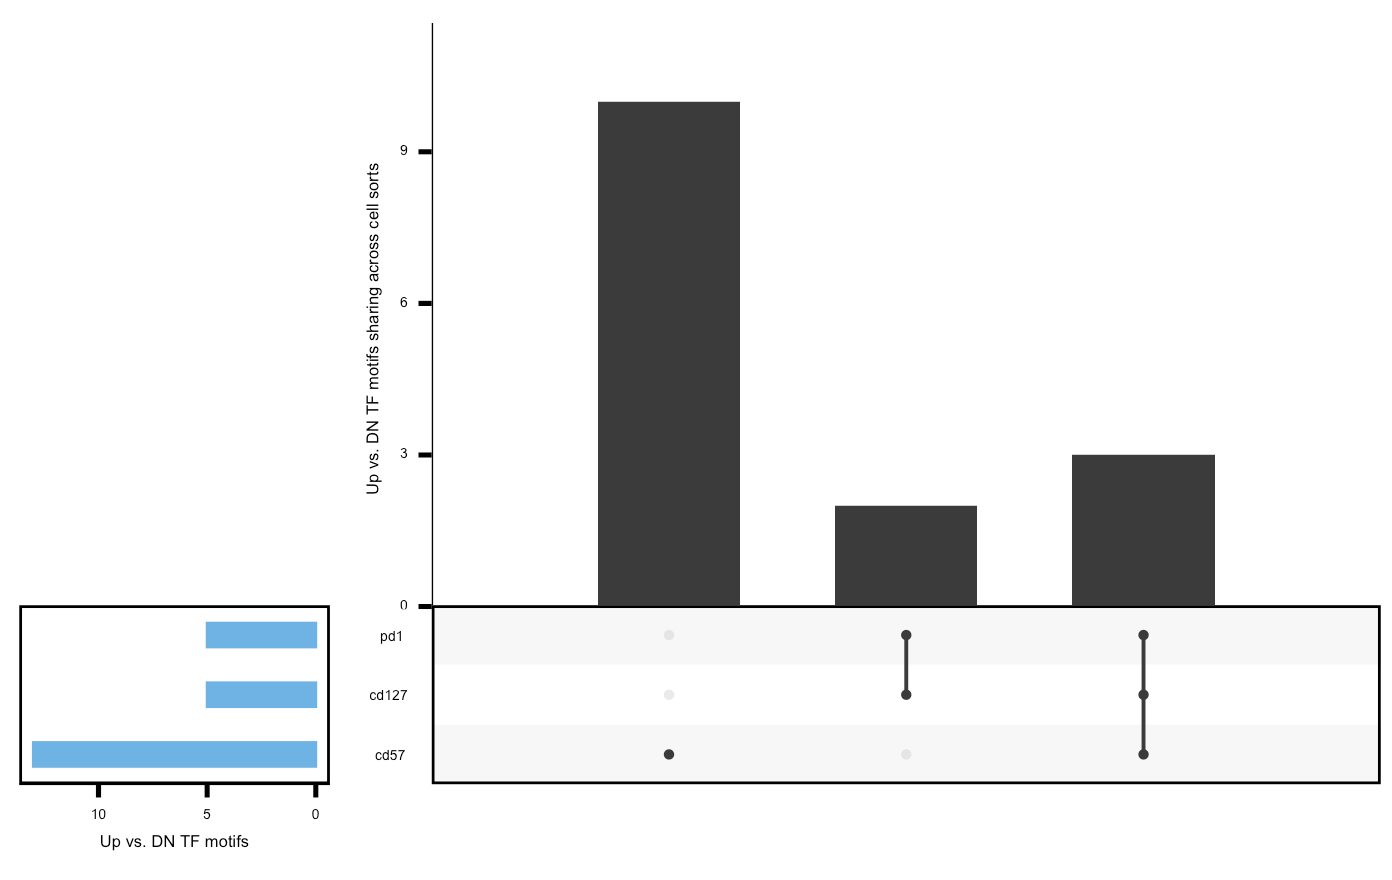 Up vs. DN TF motifs sharing across cell sorts
9
6
3
0
pd1
cd127
cd57
10 5 0
Up vs. DN TF motifs